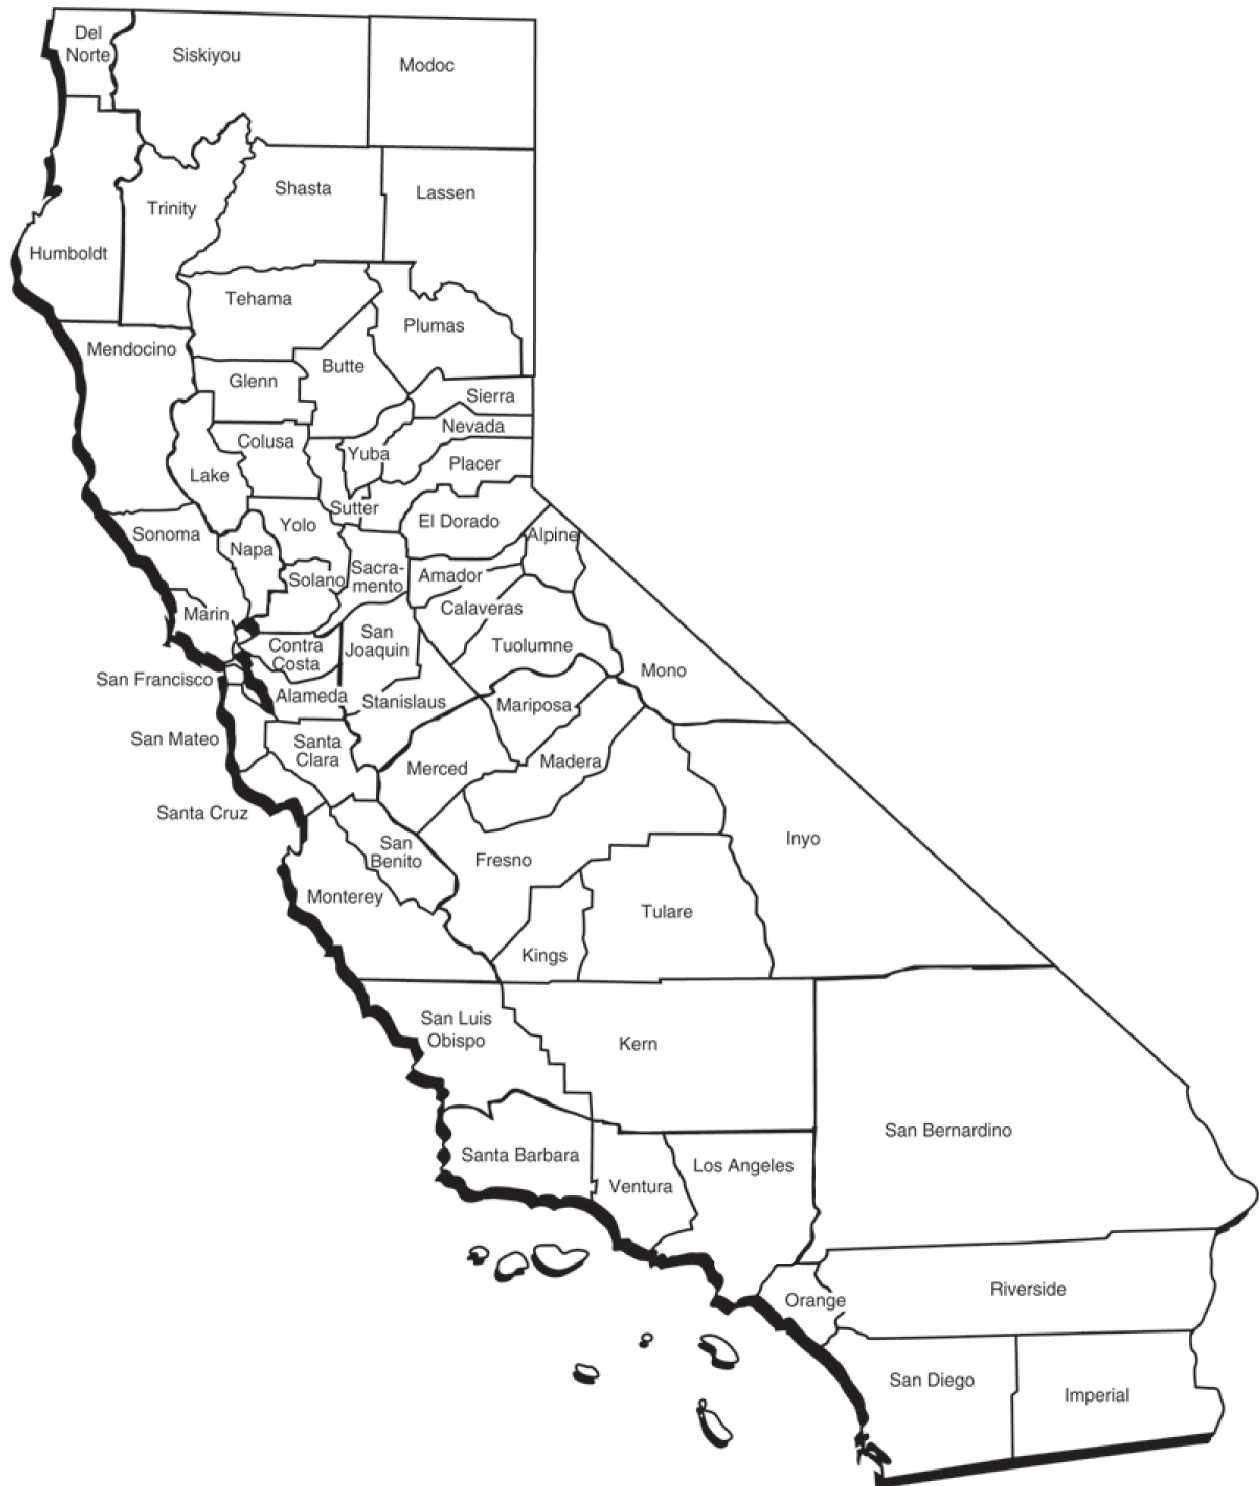 Del
Norte
Siskiyou
Modoc
Shasta
Lassen
Trinity
Humboldt
Tehama
Plumas
Mendocino
Butte
Glenn
Sierra
Nevada
Colusa
Yuba
Placer
Lake
Sutter
El Dorado
Yolo
Sonoma
Alpine
Napa
Sacra-
mento
Solano
Amador
Calaveras
Marin
San
Joaquin
Contra
Costa
Tuolumne
Mono
San Francisco
Alameda
Stanislaus
Mariposa
San Mateo
Santa
Clara
Merced
Madera
Santa Cruz
Inyo
San
Benito
Fresno
Monterey
Tulare
Kings
San Luis
Obispo
Kern
San Bernardino
Santa Barbara
Los Angeles
Ventura
Riverside
Orange
San Diego
Imperial